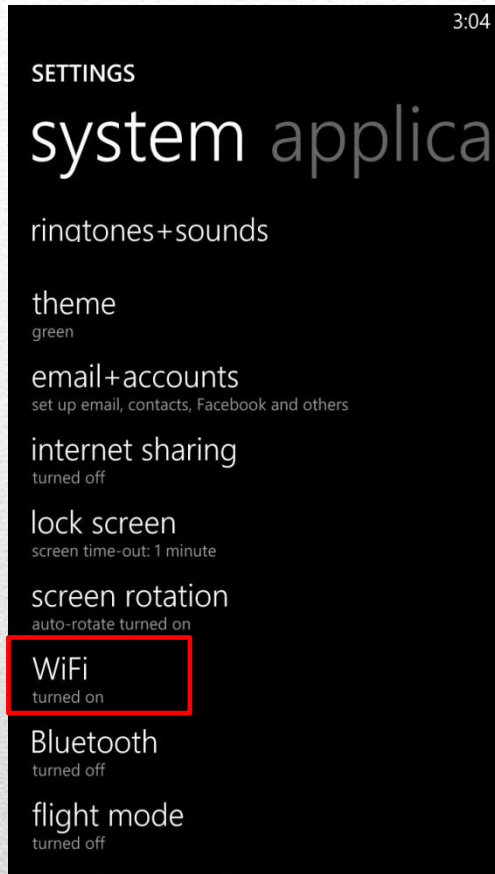 3:04
SETTINGS
system applica
ringtones+sounds
theme
green
email+accounts
set up email, contacts, Facebook and others
internet sharing
turned off
lock screen
screen time-out: 1 minute
screen rotation
auto-rotate turned on
WiFi
turned on
Bluetooth
turned off
flight mode
turned off